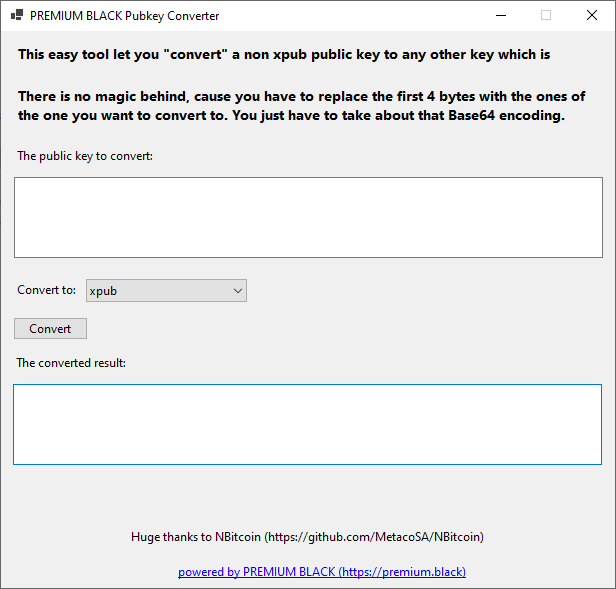 PREMIUM BLACK Pubkey Converter
This easy tool let you "convert" a non xpub public key to any other key which is
There is no magic behind, cause you have to replace the first 4 bytes with the ones of
the one you want to convert to. You just have to take about that Base64 encoding.
The public key to convert:
Convert to: xpub
Convert
The converted result:
Huge thanks to NBitcoin (https://github.com/MetacoSA/NBitcoin)
powered by PREMIUM BLACK (https://premium.black)